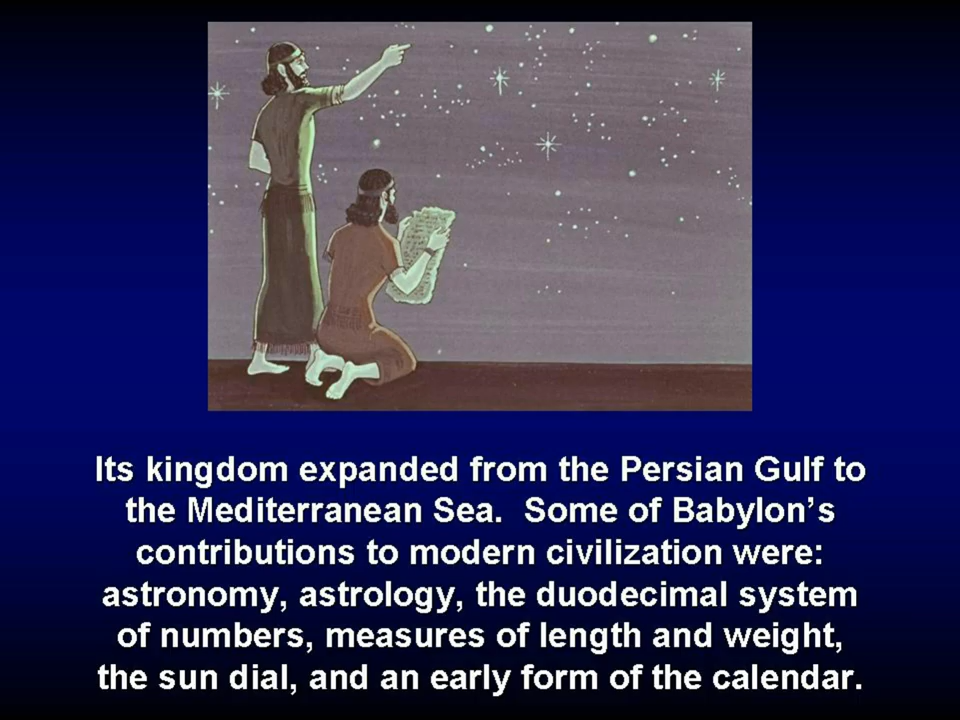 Its kingdom expanded from the Persian Gulf to
the Mediterranean Sea.  Some of Babylon’s
contributions to modern civilization were:
astronomy, astrology, the duodecimal system
of numbers, measures of length and weight,
the sun dial, and an early form of the calendar.